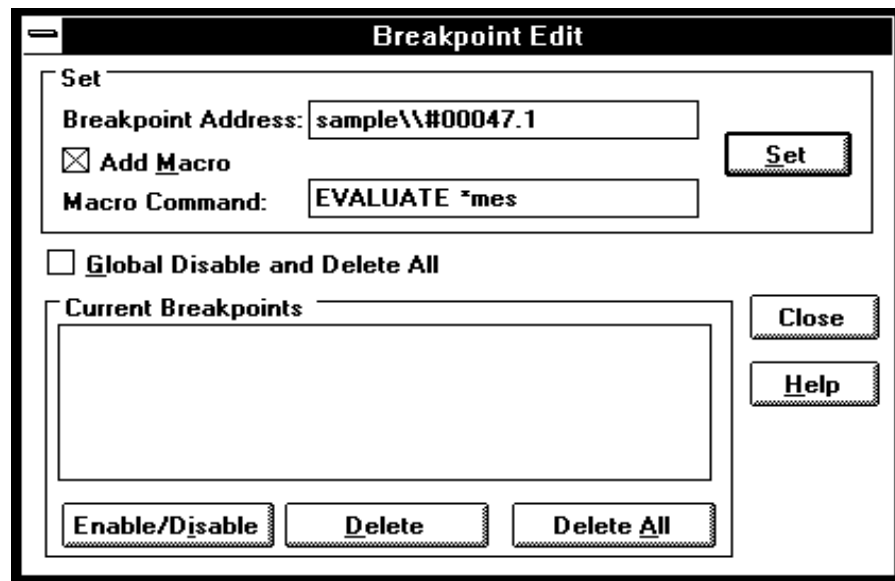 Breakpoint Edit
Set
Breakpoint Address: sample\\#00047.1
Set
Add Macro
Macro Command: EVALUATE *mes
Global Disable and Delete All
Current Breakpoints
Close
Help
Enable/Disable Delete Delete All